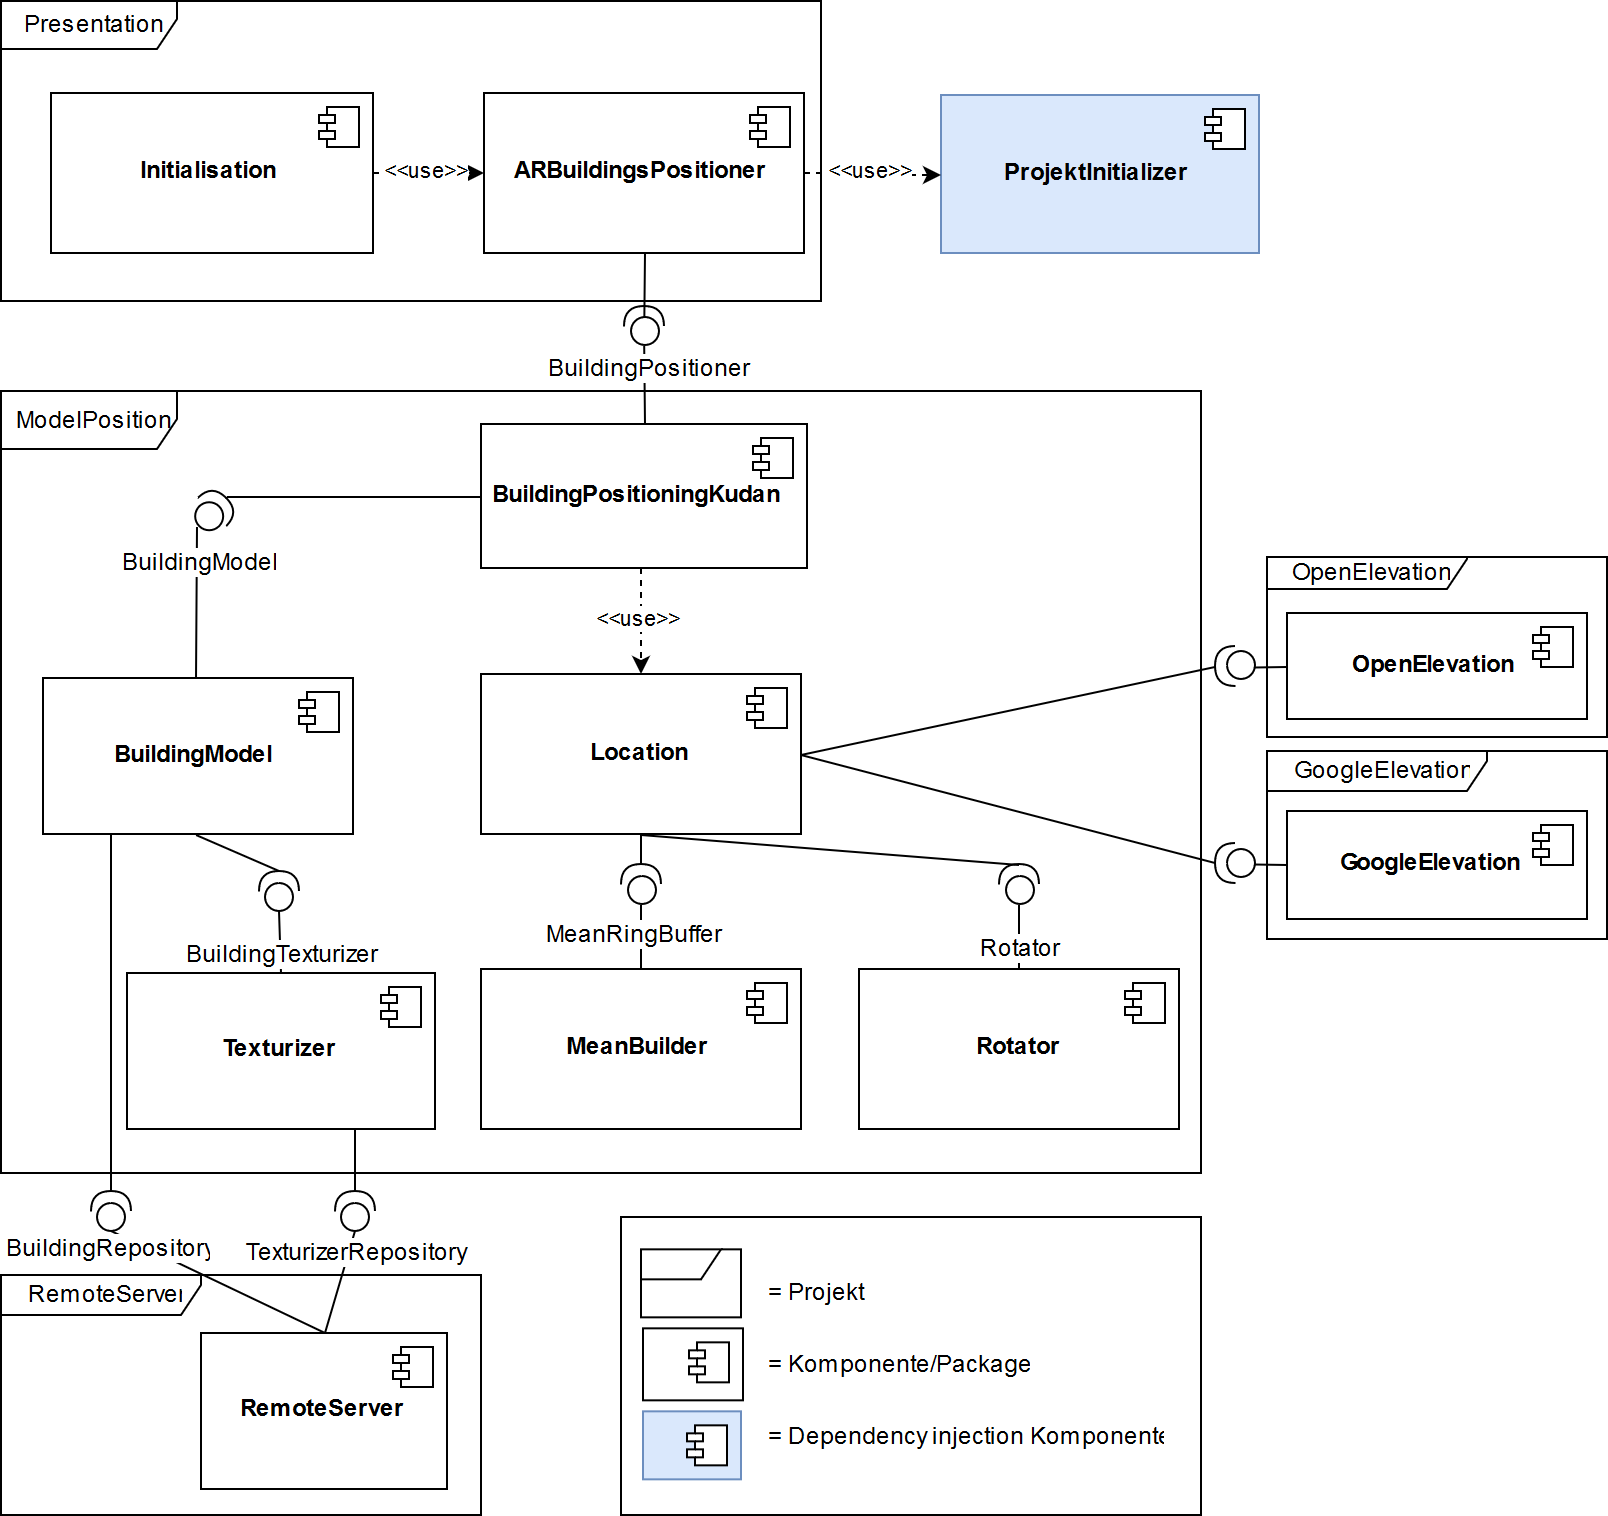 Presentation
Initialisation
<<use>>
ARBuildingsPositioner
<<use>>
ProjektInitializer
BuildingPositioner
ModelPosition
BuildingPositioningKudan
BuildingModel
<<use>>
OpenElevation
OpenElevation
BuildingModel
Location
GoogleElevation
GoogleElevation
BuildingTexturizer
MeanRingBuffer
Rotator
Texturizer
MeanBuilder
Rotator
BuildingRepository
TexturizerRepository
RemoteServer
RemoteServer
= Projekt
= Komponente/Package
= Dependency injection Komponente